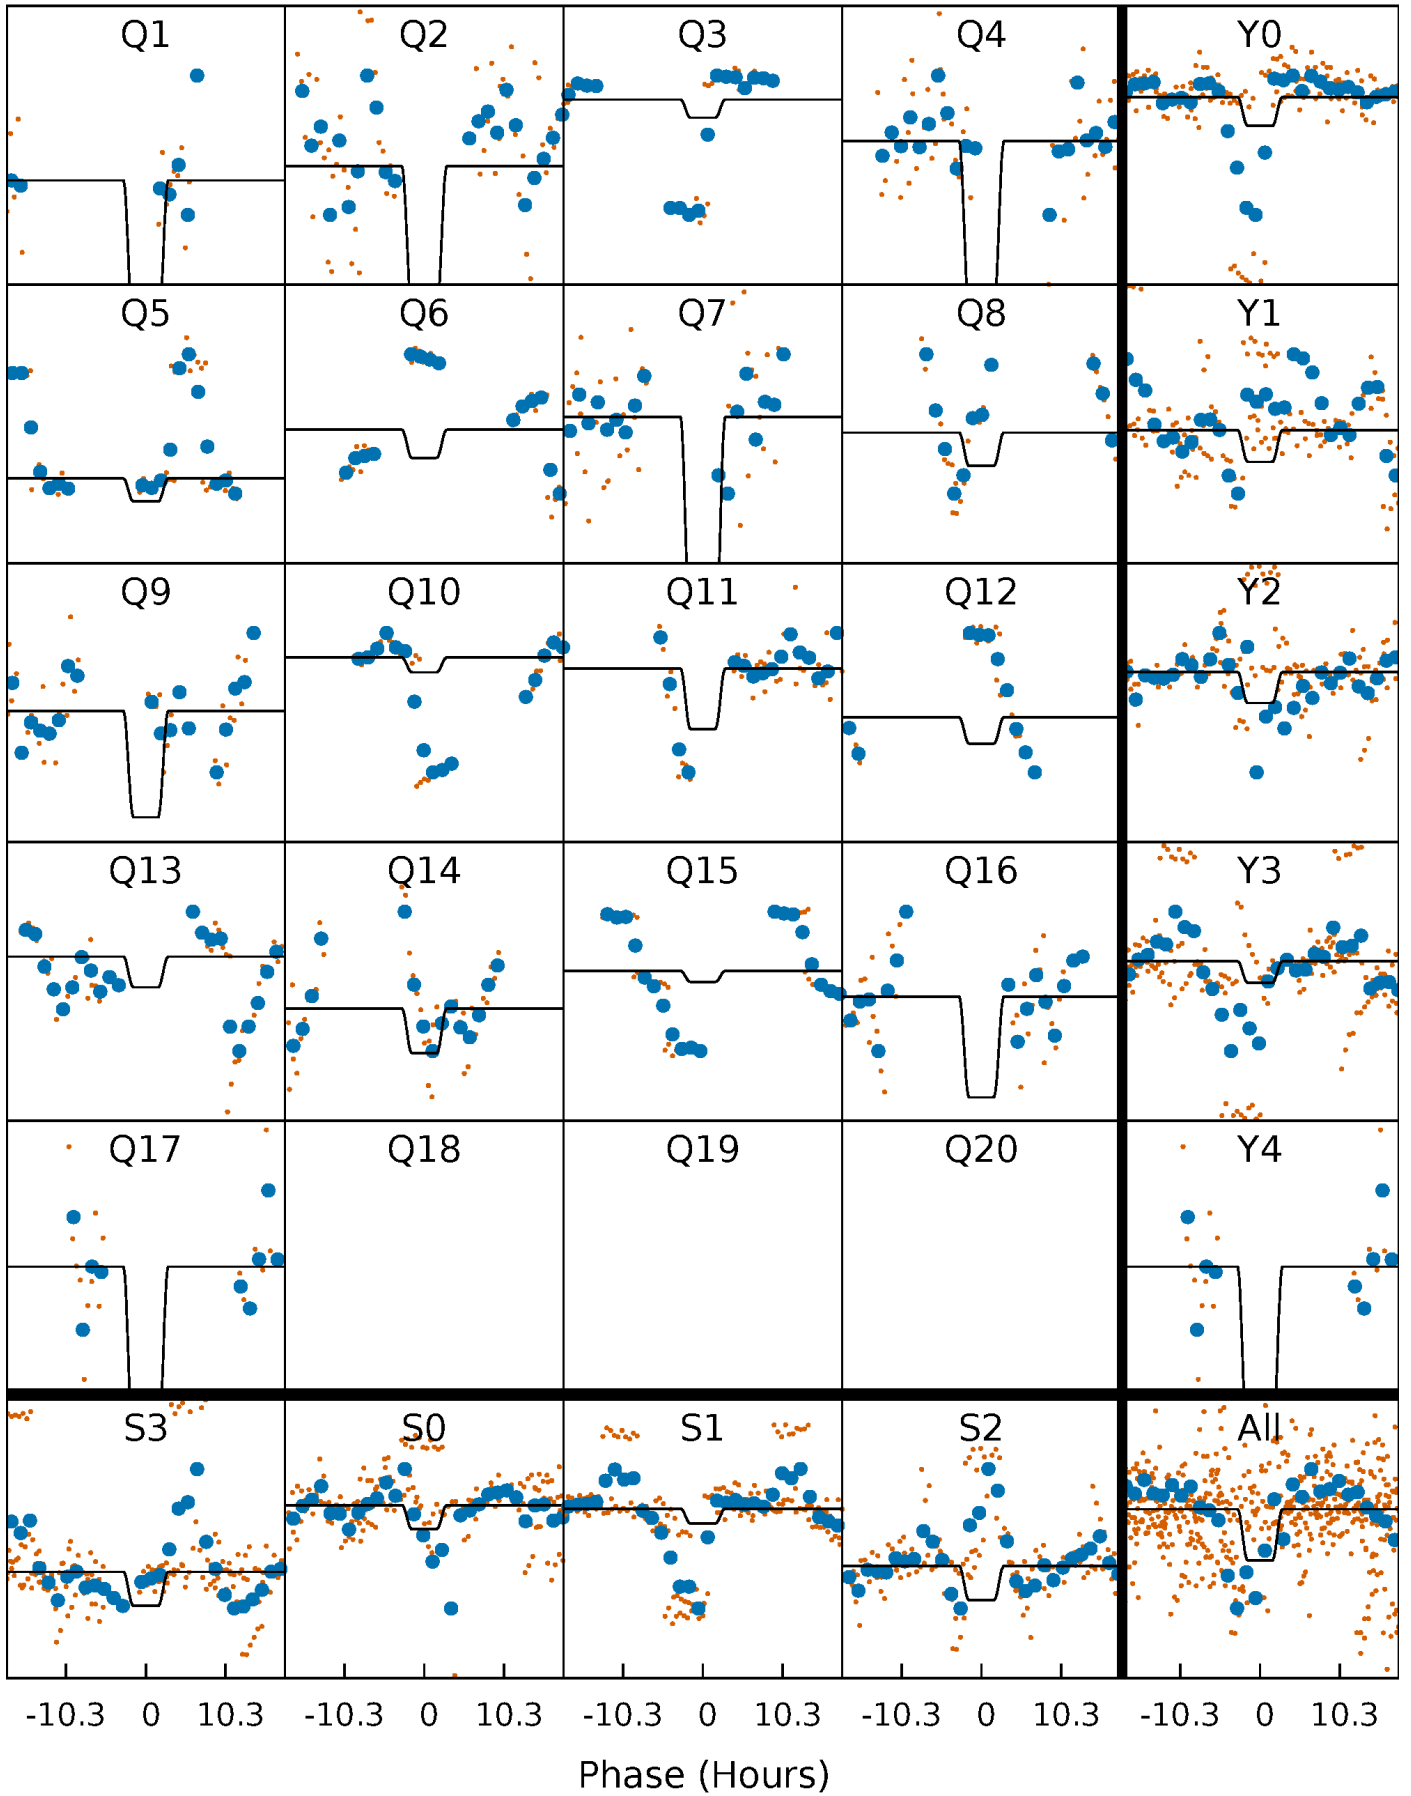 Q1 Q2 Q3 Q4 Y0
Q5 Q6 Q7 Q8 Y1
Q9 Q10 Q11 Q12 Y2
Q13 Q14 Q15 Q16 Y3
Q17 Q18 Q19 Q20 Y4
S3 S0 S1 S2 All
-10.3 0 10.3 -10.3 0 10.3 -10.3 0 10.3 -10.3 0 10.3 -10.3 0 10.3
Phase (Hours)